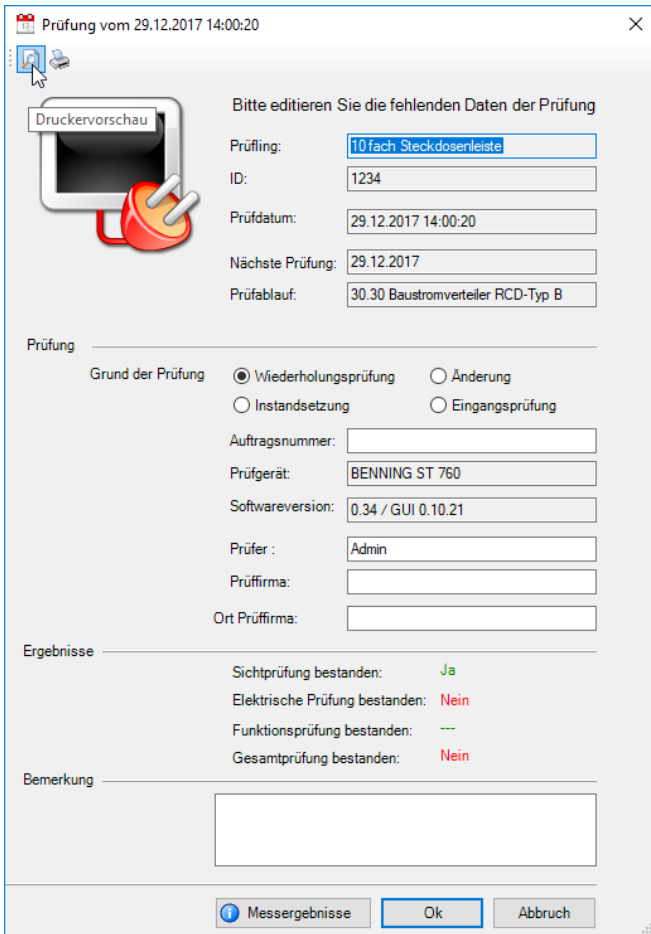 Prüfung vom 29.12.2017 14:00:20
Druckervorschau
Bitte editieren Sie die fehlenden Daten der Prüfung
Prüfling: 10 fach Steckdosenleiste
ID: 1234
Prüfdatum: 29.12.2017 14:00:20
Nächste Prüfung: 29.12.2017
Prüfablauf: 30.30 Baustromverteiler RCD-Typ B
Prüfung
Grund der Prüfung Wiederholungsprüfung Änderung
Instandsetzung Eingangsprüfung
Auftragsnummer:
Prüfgerät: BENNING ST 760
Softwareversion: 0.34 / GUI 0.10.21
Prüfer : Admin
Prüffirma:
Ort Prüffirma:
Ergebnisse
Sichtprüfung bestanden: Ja
Elektrische Prüfung bestanden: Nein
Funktionsprüfung bestanden: ---
Gesamtprüfung bestanden: Nein
Bemerkung
Messergebnisse Ok Abbruch